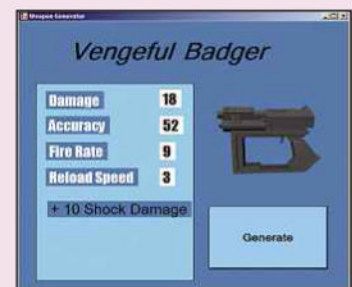 Weapon Generator
Vengeful Badger
Damage 18
Accuracy 52
Fire Rate 9
Reload Speed 3
+ 10 Shock Damage
Generate